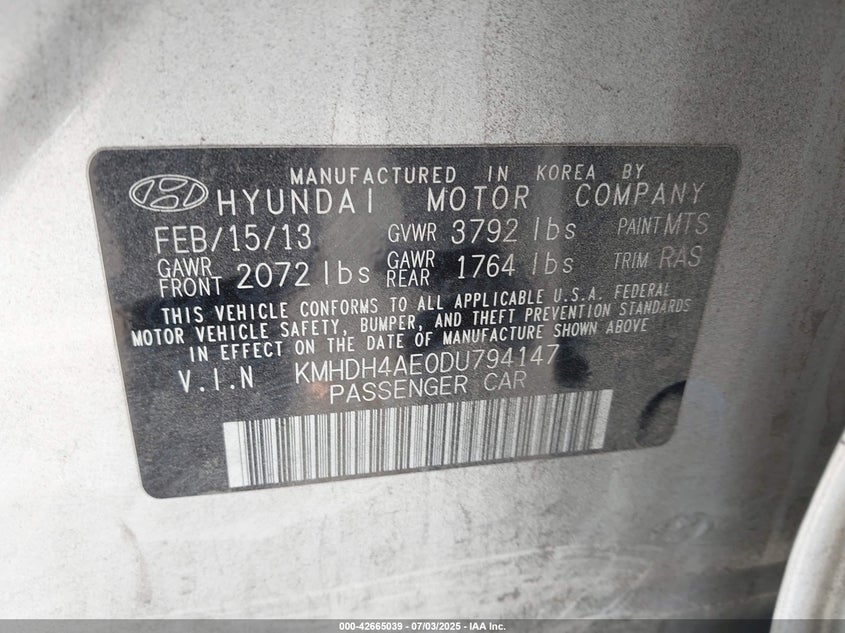 MANUFACTURED IN KOREA BY
HYUNDAI MOTOR COMPANY
FEB/15/13 GVWR 3792 lbs PAINT MTS
GAWR FRONT 2072 lbs GAWR REAR 1764 lbs TRIM RAS
THIS VEHICLE CONFORMS TO ALL APPLICABLE U.S.A. FEDERAL
MOTOR VEHICLE SAFETY, BUMPER, AND THEFT PREVENTION STANDARDS
IN EFFECT ON THE DATE OF MANUFACTURE SHOWN ABOVE
V.I.N KMHDH4AE0DU794147
PASSENGER CAR
000-42665039 - 07/03/2025 - IAA Inc.